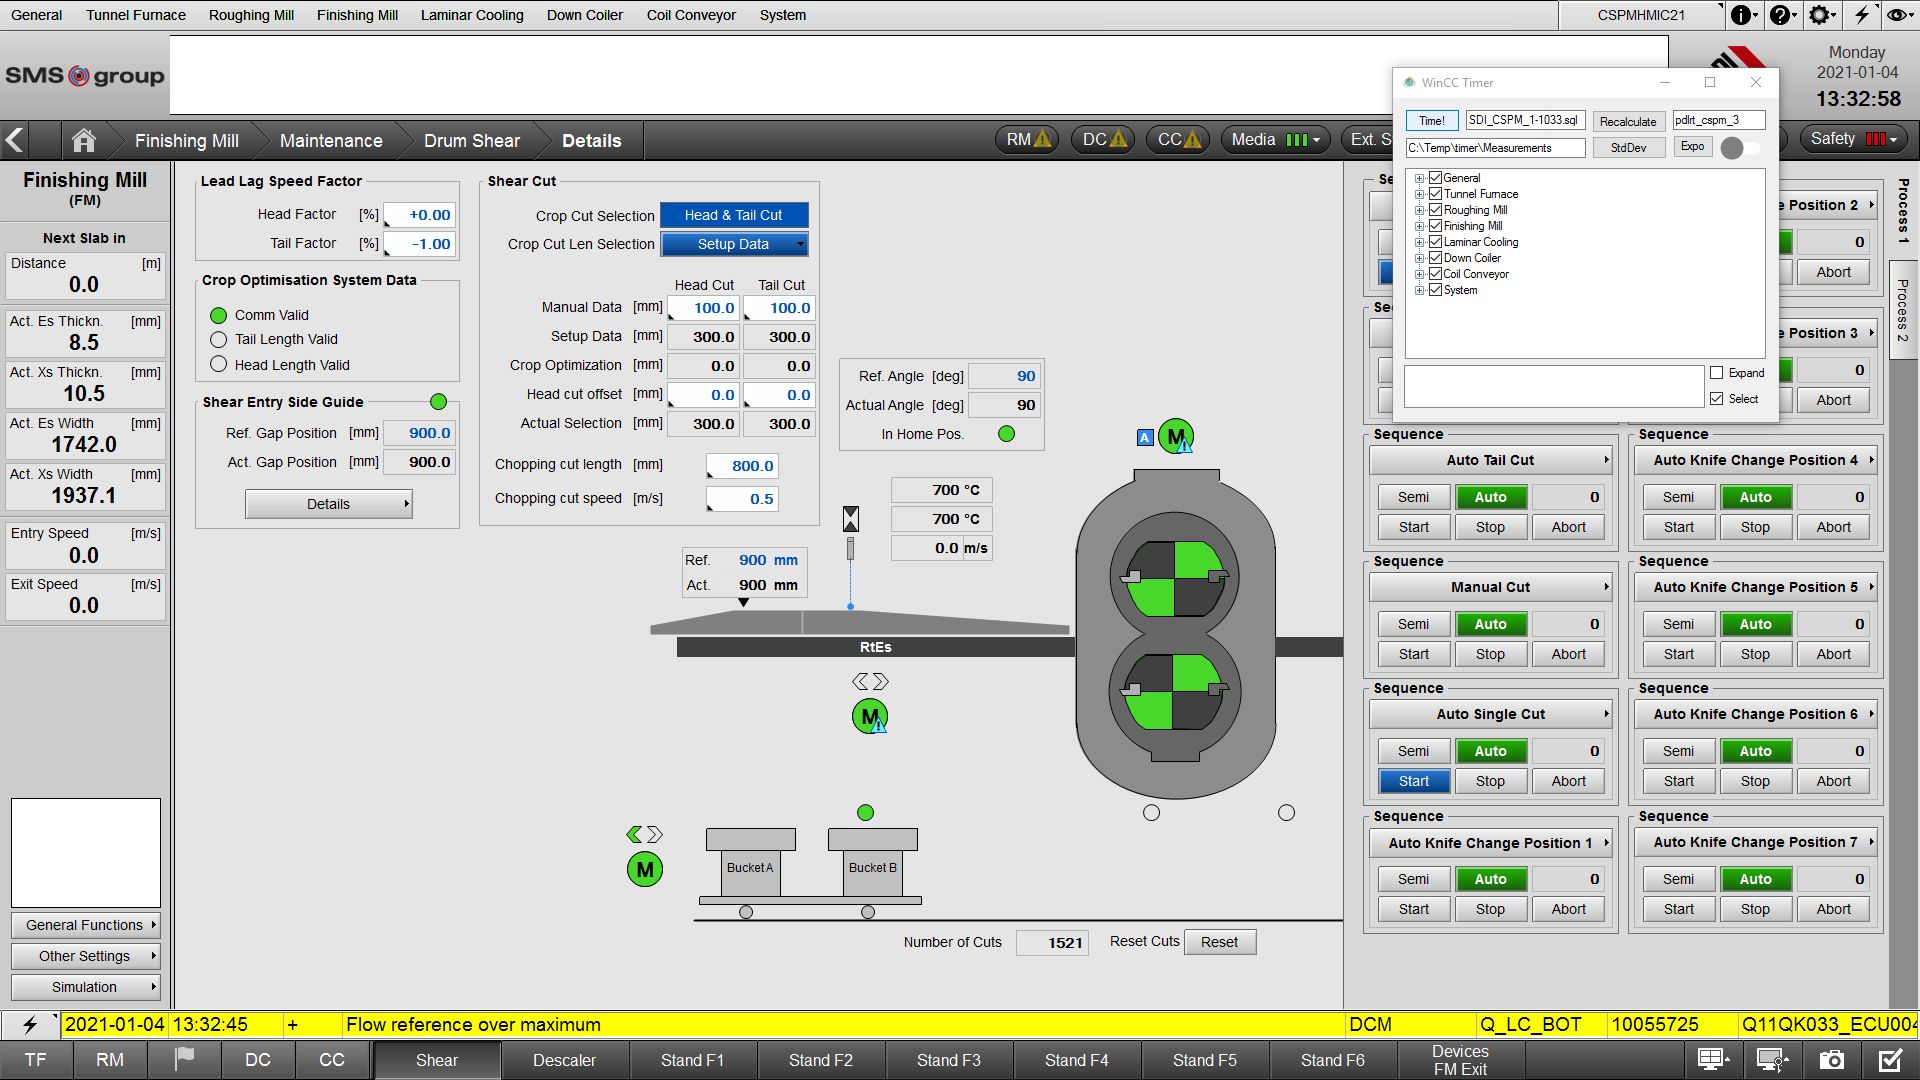 General Tunnel Furnace Roughing Mill Finishing Mill Laminar Cooling Down Coiler Coil Conveyor System CSPMHMIC21
SMS group
Monday
2021-01-04
13:32:58
Finishing Mill Maintenance Drum Shear Details RM DC CC Media Ext. S Safety
WinCC Timer
Time! SDI_CSPM_1-1033.sql Recalculate pdlrt_cspm_3
C:\Temp\timer\Measurements StdDev Expo
General
Tunnel Furnace
Roughing Mill
Finishing Mill
Laminar Cooling
Down Coiler
Coil Conveyor
System
Expand
Select
Finishing Mill
(FM)
Next Slab in
Distance [m]
0.0
Act. Es Thickn. [mm]
8.5
Act. Xs Thickn. [mm]
10.5
Act. Es Width [mm]
1742.0
Act. Xs Width [mm]
1937.1
Entry Speed [m/s]
0.0
Exit Speed [m/s]
0.0
General Functions
Other Settings
Simulation
Lead Lag Speed Factor
Head Factor [%] +0.00
Tail Factor [%] -1.00
Crop Optimisation System Data
Comm Valid
Tail Length Valid
Head Length Valid
Shear Entry Side Guide
Ref. Gap Position [mm] 900.0
Act. Gap Position [mm] 900.0
Details
Shear Cut
Crop Cut Selection Head & Tail Cut
Crop Cut Len Selection Setup Data
Head Cut Tail Cut
Manual Data [mm] 100.0 100.0
Setup Data [mm] 300.0 300.0
Crop Optimization [mm] 0.0 0.0
Head cut offset [mm] 0.0 0.0
Actual Selection [mm] 300.0 300.0
Chopping cut length [mm] 800.0
Chopping cut speed [m/s] 0.5
Ref. Angle [deg] 90
Actual Angle [deg] 90
In Home Pos.
A M
700 °C
700 °C
0.0 m/s
Ref. 900 mm
Act. 900 mm
RtEs
M
M
Bucket A Bucket B
Number of Cuts 1521 Reset Cuts Reset
Se
e Position 2
0
Abort
Se
e Position 3
0
Abort
Process 1
Process 2
Sequence
Auto Tail Cut
Semi Auto 0
Start Stop Abort
Sequence
Auto Knife Change Position 4
Semi Auto 0
Start Stop Abort
Sequence
Manual Cut
Semi Auto 0
Start Stop Abort
Sequence
Auto Knife Change Position 5
Semi Auto 0
Start Stop Abort
Sequence
Auto Single Cut
Semi Auto 0
Start Stop Abort
Sequence
Auto Knife Change Position 6
Semi Auto 0
Start Stop Abort
Sequence
Auto Knife Change Position 1
Semi Auto 0
Start Stop Abort
Sequence
Auto Knife Change Position 7
Semi Auto 0
Start Stop Abort
2021-01-04 13:32:45 + Flow reference over maximum DCM Q_LC_BOT 10055725 Q11QK033_ECU004
TF RM DC CC Shear Descaler Stand F1 Stand F2 Stand F3 Stand F4 Stand F5 Stand F6 Devices
FM Exit